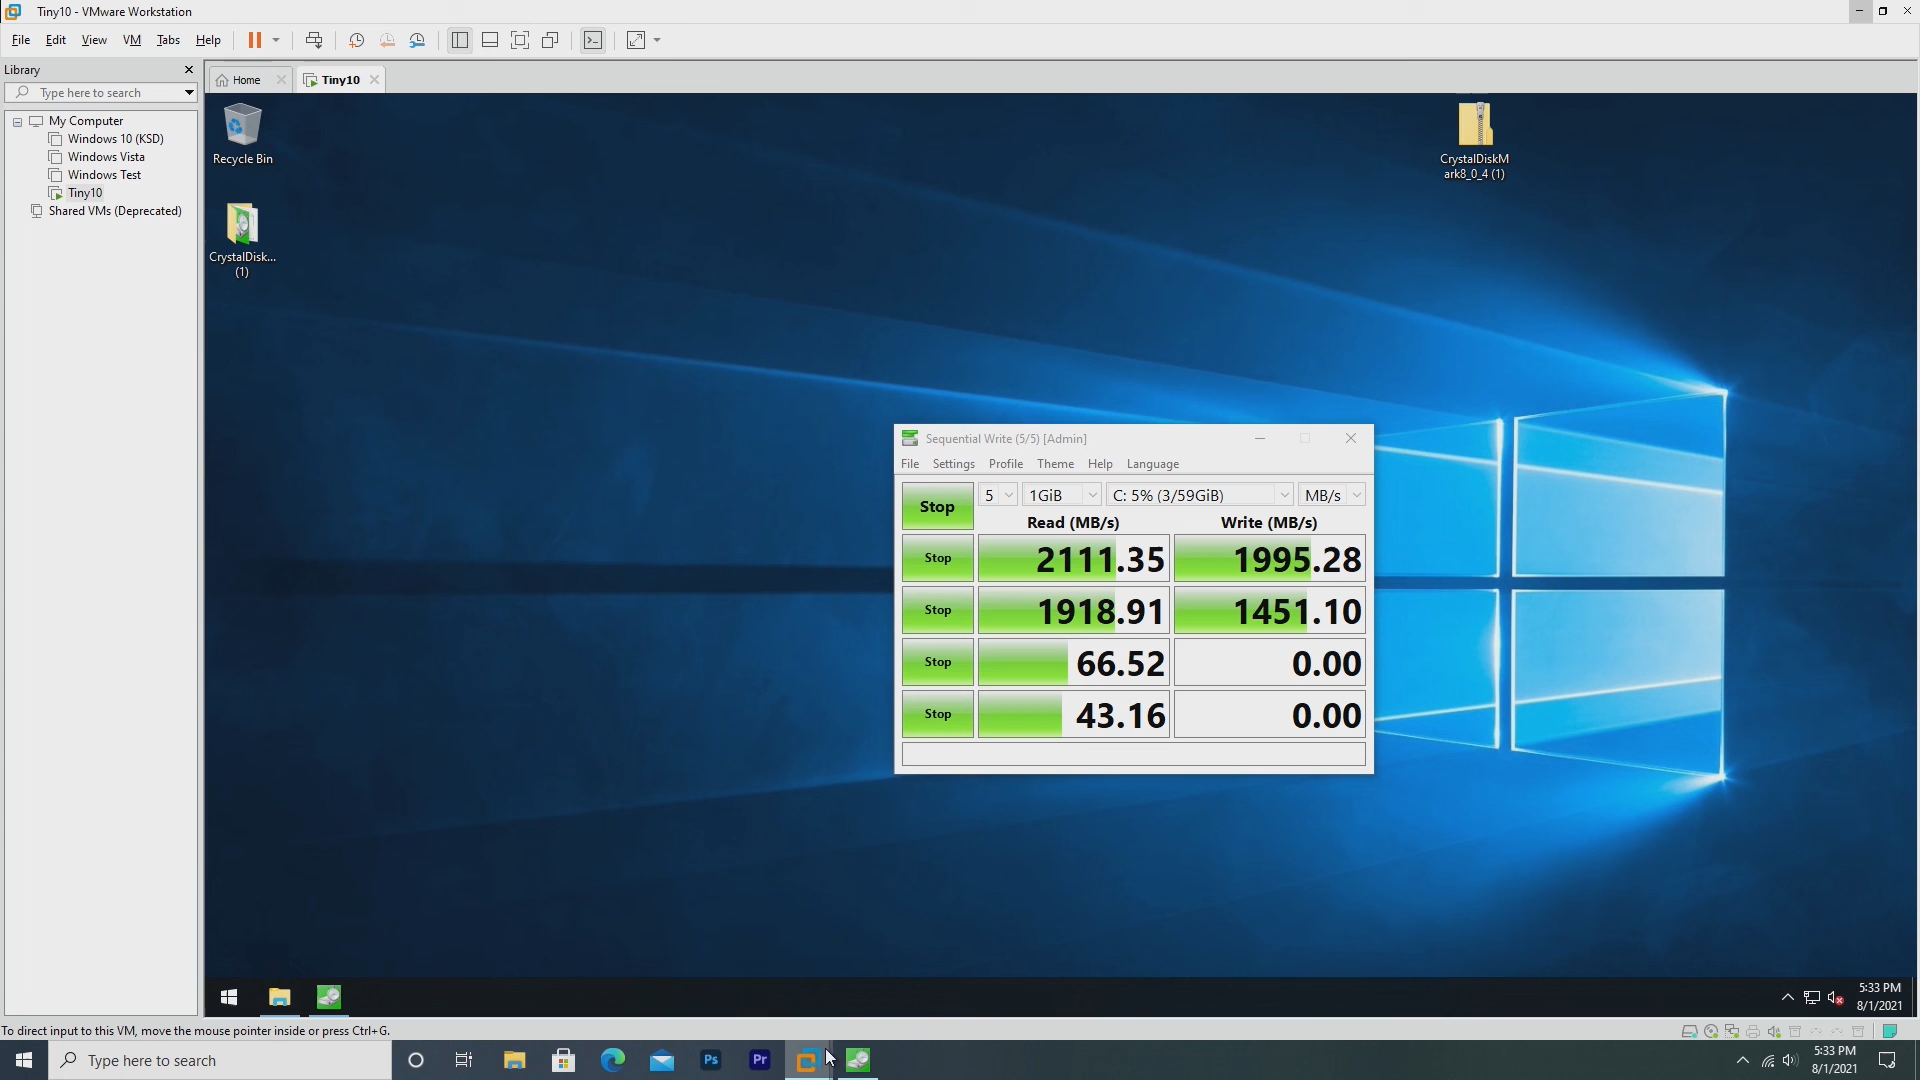 Tiny10 - VMware Workstation
File Edit View VM Tabs Help
Library
Type here to search
My Computer
Windows 10 (KSD)
Windows Vista
Windows Test
Tiny10
Shared VMs (Deprecated)
Home
Tiny10
Recycle Bin
CrystalDisk...
(1)
CrystalDiskM
ark8_0_4 (1)
Sequential Write (5/5) [Admin]
File Settings Profile Theme Help Language
Stop 5 1GiB C: 5% (3/59GiB) MB/s
Read (MB/s) Write (MB/s)
Stop 2111.35 1995.28
Stop 1918.91 1451.10
Stop 66.52 0.00
Stop 43.16 0.00
5:33 PM
8/1/2021
To direct input to this VM, move the mouse pointer inside or press Ctrl+G.
Type here to search
Ps
Pr
5:33 PM
8/1/2021